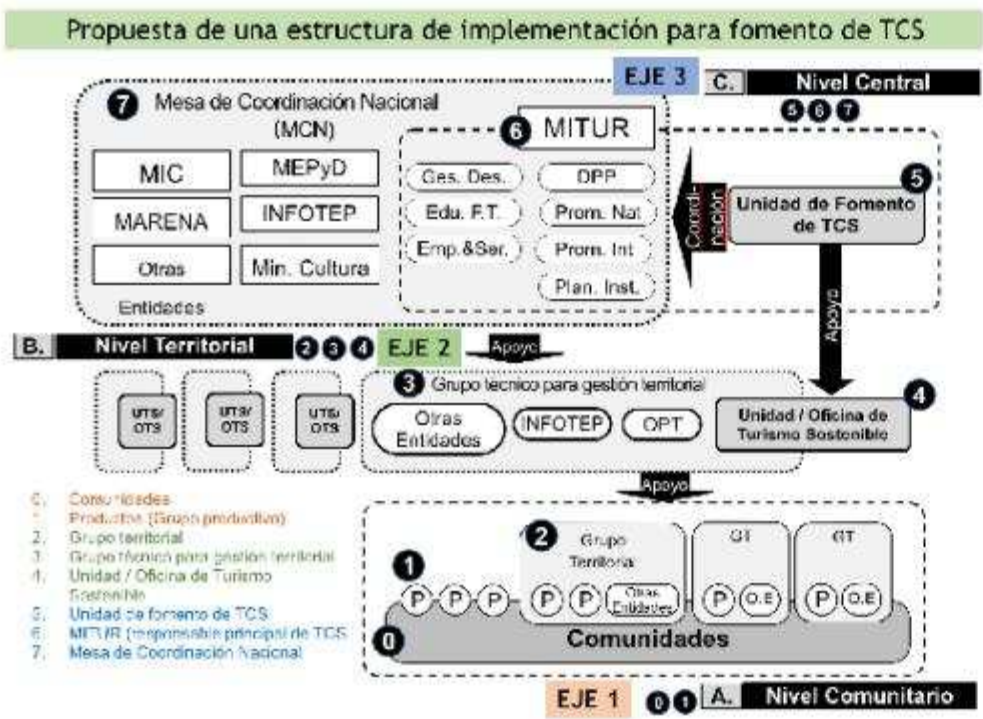 Propuesta de una estructura de implementación para fomento de TCS
EJE 3
C. Nivel Central
5 6 7
7 Mesa de Coordinación Nacional
(MCN)
6 MITUR
MIC
MEPyD
MARENA
INFOTEP
Otras
Min. Cultura
Entidades
Ges. Des.
DPP
Edu. F.T.
Prom. Nat
Emp.&Ser.
Prom. Int
Plan. Inst.
Coordi-
nación
5
Unidad de Fomento
de TCS
Apoyo
B. Nivel Territorial 2 3 4
EJE 2
Apoyo
UTS/
OTS
UTS/
OTS
UTS/
OTS
3 Grupo técnico para gestión territorial
Otras
Entidades
INFOTEP
OPT
4
Unidad / Oficina de
Turismo Sostenible
Apoyo
0. Comunidades
1. Productos (Grupo productivo)
2. Grupo territorial
3. Grupo técnico para gestión territorial
4. Unidad / Oficina de Turismo
Sostenible
5. Unidad de fomento de TCS
6. MITUR (responsable principal de TCS
7. Mesa de Coordinación Nacional
1
P P P
2 Grupo
Territorial
P P Otras
Entidades
GT
P O.E
GT
P O.E
0
Comunidades
EJE 1
0 1
A. Nivel Comunitario